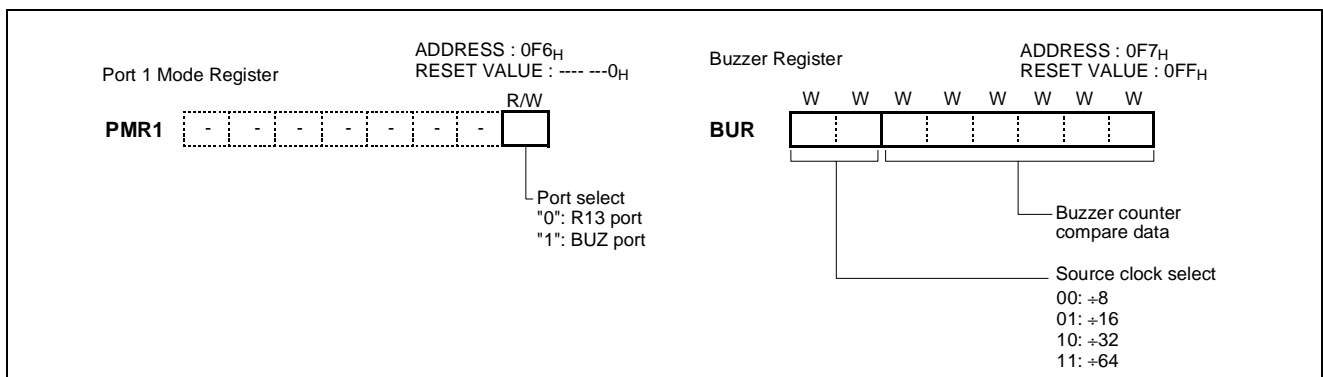 Port 1 Mode Register
ADDRESS : 0F6H
RESET VALUE : ---- ---0H
R/W
PMR1 - - - - - - -
Port select
"0": R13 port
"1": BUZ port
Buzzer Register
ADDRESS : 0F7H
RESET VALUE : 0FFH
W W W W W W W W
BUR
Buzzer counter
compare data
Source clock select
00: ÷8
01: ÷16
10: ÷32
11: ÷64